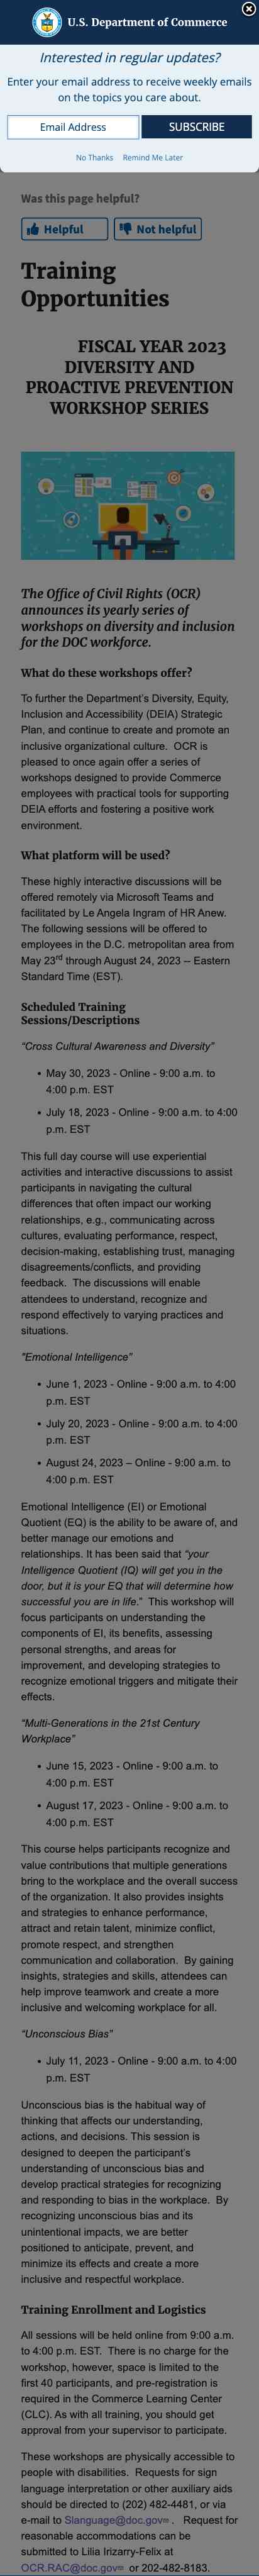 U.S. Department of Commerce
Interested in regular updates?
Enter your email address to receive weekly emails
on the topics you care about.
Email Address
SUBSCRIBE
No Thanks Remind Me Later
Was this page helpful?
Helpful
Not helpful
Training
Opportunities
FISCAL YEAR 2023
DIVERSITY AND
PROACTIVE PREVENTION
WORKSHOP SERIES
The Office of Civil Rights (OCR)
announces its yearly series of
workshops on diversity and inclusion
for the DOC workforce.
What do these workshops offer?
To further the Department's Diversity, Equity,
Inclusion and Accessibility (DEIA) Strategic
Plan, and continue to create and promote an
inclusive organizational culture.  OCR is
pleased to once again offer a series of
workshops designed to provide Commerce
employees with practical tools for supporting
DEIA efforts and fostering a positive work
environment.
What platform will be used?
These highly interactive discussions will be
offered remotely via Microsoft Teams and
facilitated by Le Angela Ingram of HR Anew.
The following sessions will be offered to
employees in the D.C. metropolitan area from
May 23rd through August 24, 2023 -- Eastern
Standard Time (EST).
Scheduled Training
Sessions/Descriptions
"Cross Cultural Awareness and Diversity"
• May 30, 2023 - Online - 9:00 a.m. to
4:00 p.m. EST
• July 18, 2023 - Online - 9:00 a.m. to 4:00
p.m. EST
This full day course will use experiential
activities and interactive discussions to assist
participants in navigating the cultural
differences that often impact our working
relationships, e.g., communicating across
cultures, evaluating performance, respect,
decision-making, establishing trust, managing
disagreements/conflicts, and providing
feedback.  The discussions will enable
attendees to understand, recognize and
respond effectively to varying practices and
situations.
"Emotional Intelligence"
• June 1, 2023 - Online - 9:00 a.m. to 4:00
p.m. EST
• July 20, 2023 - Online - 9:00 a.m. to 4:00
p.m. EST
• August 24, 2023 – Online - 9:00 a.m. to
4:00 p.m. EST
Emotional Intelligence (EI) or Emotional
Quotient (EQ) is the ability to be aware of, and
better manage our emotions and
relationships. It has been said that "your
Intelligence Quotient (IQ) will get you in the
door, but it is your EQ that will determine how
successful you are in life."  This workshop will
focus participants on understanding the
components of EI, its benefits, assessing
personal strengths, and areas for
improvement, and developing strategies to
recognize emotional triggers and mitigate their
effects.
"Multi-Generations in the 21st Century
Workplace"
• June 15, 2023 - Online - 9:00 a.m. to
4:00 p.m. EST
• August 17, 2023 - Online - 9:00 a.m. to
4:00 p.m. EST
This course helps participants recognize and
value contributions that multiple generations
bring to the workplace and the overall success
of the organization. It also provides insights
and strategies to enhance performance,
attract and retain talent, minimize conflict,
promote respect, and strengthen
communication and collaboration.  By gaining
insights, strategies and skills, attendees can
help improve teamwork and create a more
inclusive and welcoming workplace for all.
"Unconscious Bias"
• July 11, 2023 - Online - 9:00 a.m. to 4:00
p.m. EST
Unconscious bias is the habitual way of
thinking that affects our understanding,
actions, and decisions. This session is
designed to deepen the participant's
understanding of unconscious bias and
develop practical strategies for recognizing
and responding to bias in the workplace.  By
recognizing unconscious bias and its
unintentional impacts, we are better
positioned to anticipate, prevent, and
minimize its effects and create a more
inclusive and respectful workplace.
Training Enrollment and Logistics
All sessions will be held online from 9:00 a.m.
to 4:00 p.m. EST.  There is no charge for the
workshop, however, space is limited to the
first 40 participants, and pre-registration is
required in the Commerce Learning Center
(CLC). As with all training, you should get
approval from your supervisor to participate.
These workshops are physically accessible to
people with disabilities.  Requests for sign
language interpretation or other auxiliary aids
should be directed to (202) 482-4481, or via
e-mail to Slanguage@doc.gov .   Request for
reasonable accommodations can be
submitted to Lilia Irizarry-Felix at
OCR.RAC@doc.gov or 202-482-8183.